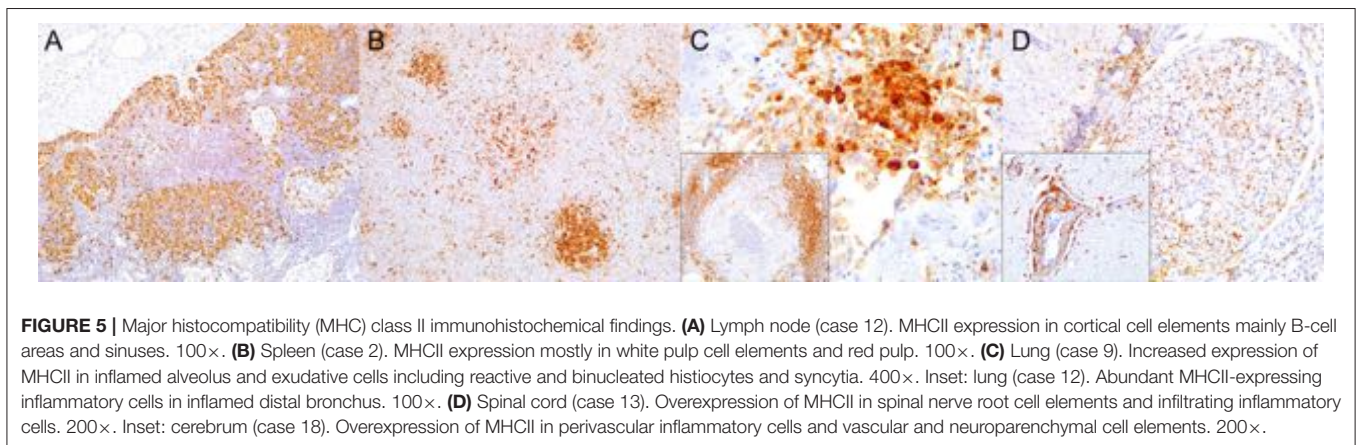 A B C D
FIGURE 5 | Major histocompatibility (MHC) class II immunohistochemical findings. (A) Lymph node (case 12). MHCII expression in cortical cell elements mainly B-cell
areas and sinuses. 100×. (B) Spleen (case 2). MHCII expression mostly in white pulp cell elements and red pulp. 100×. (C) Lung (case 9). Increased expression of
MHCII in inflamed alveolus and exudative cells including reactive and binucleated histiocytes and syncytia. 400×. Inset: lung (case 12). Abundant MHCII-expressing
inflammatory cells in inflamed distal bronchus. 100×. (D) Spinal cord (case 13). Overexpression of MHCII in spinal nerve root cell elements and infiltrating inflammatory
cells. 200×. Inset: cerebrum (case 18). Overexpression of MHCII in perivascular inflammatory cells and vascular and neuroparenchymal cell elements. 200×.